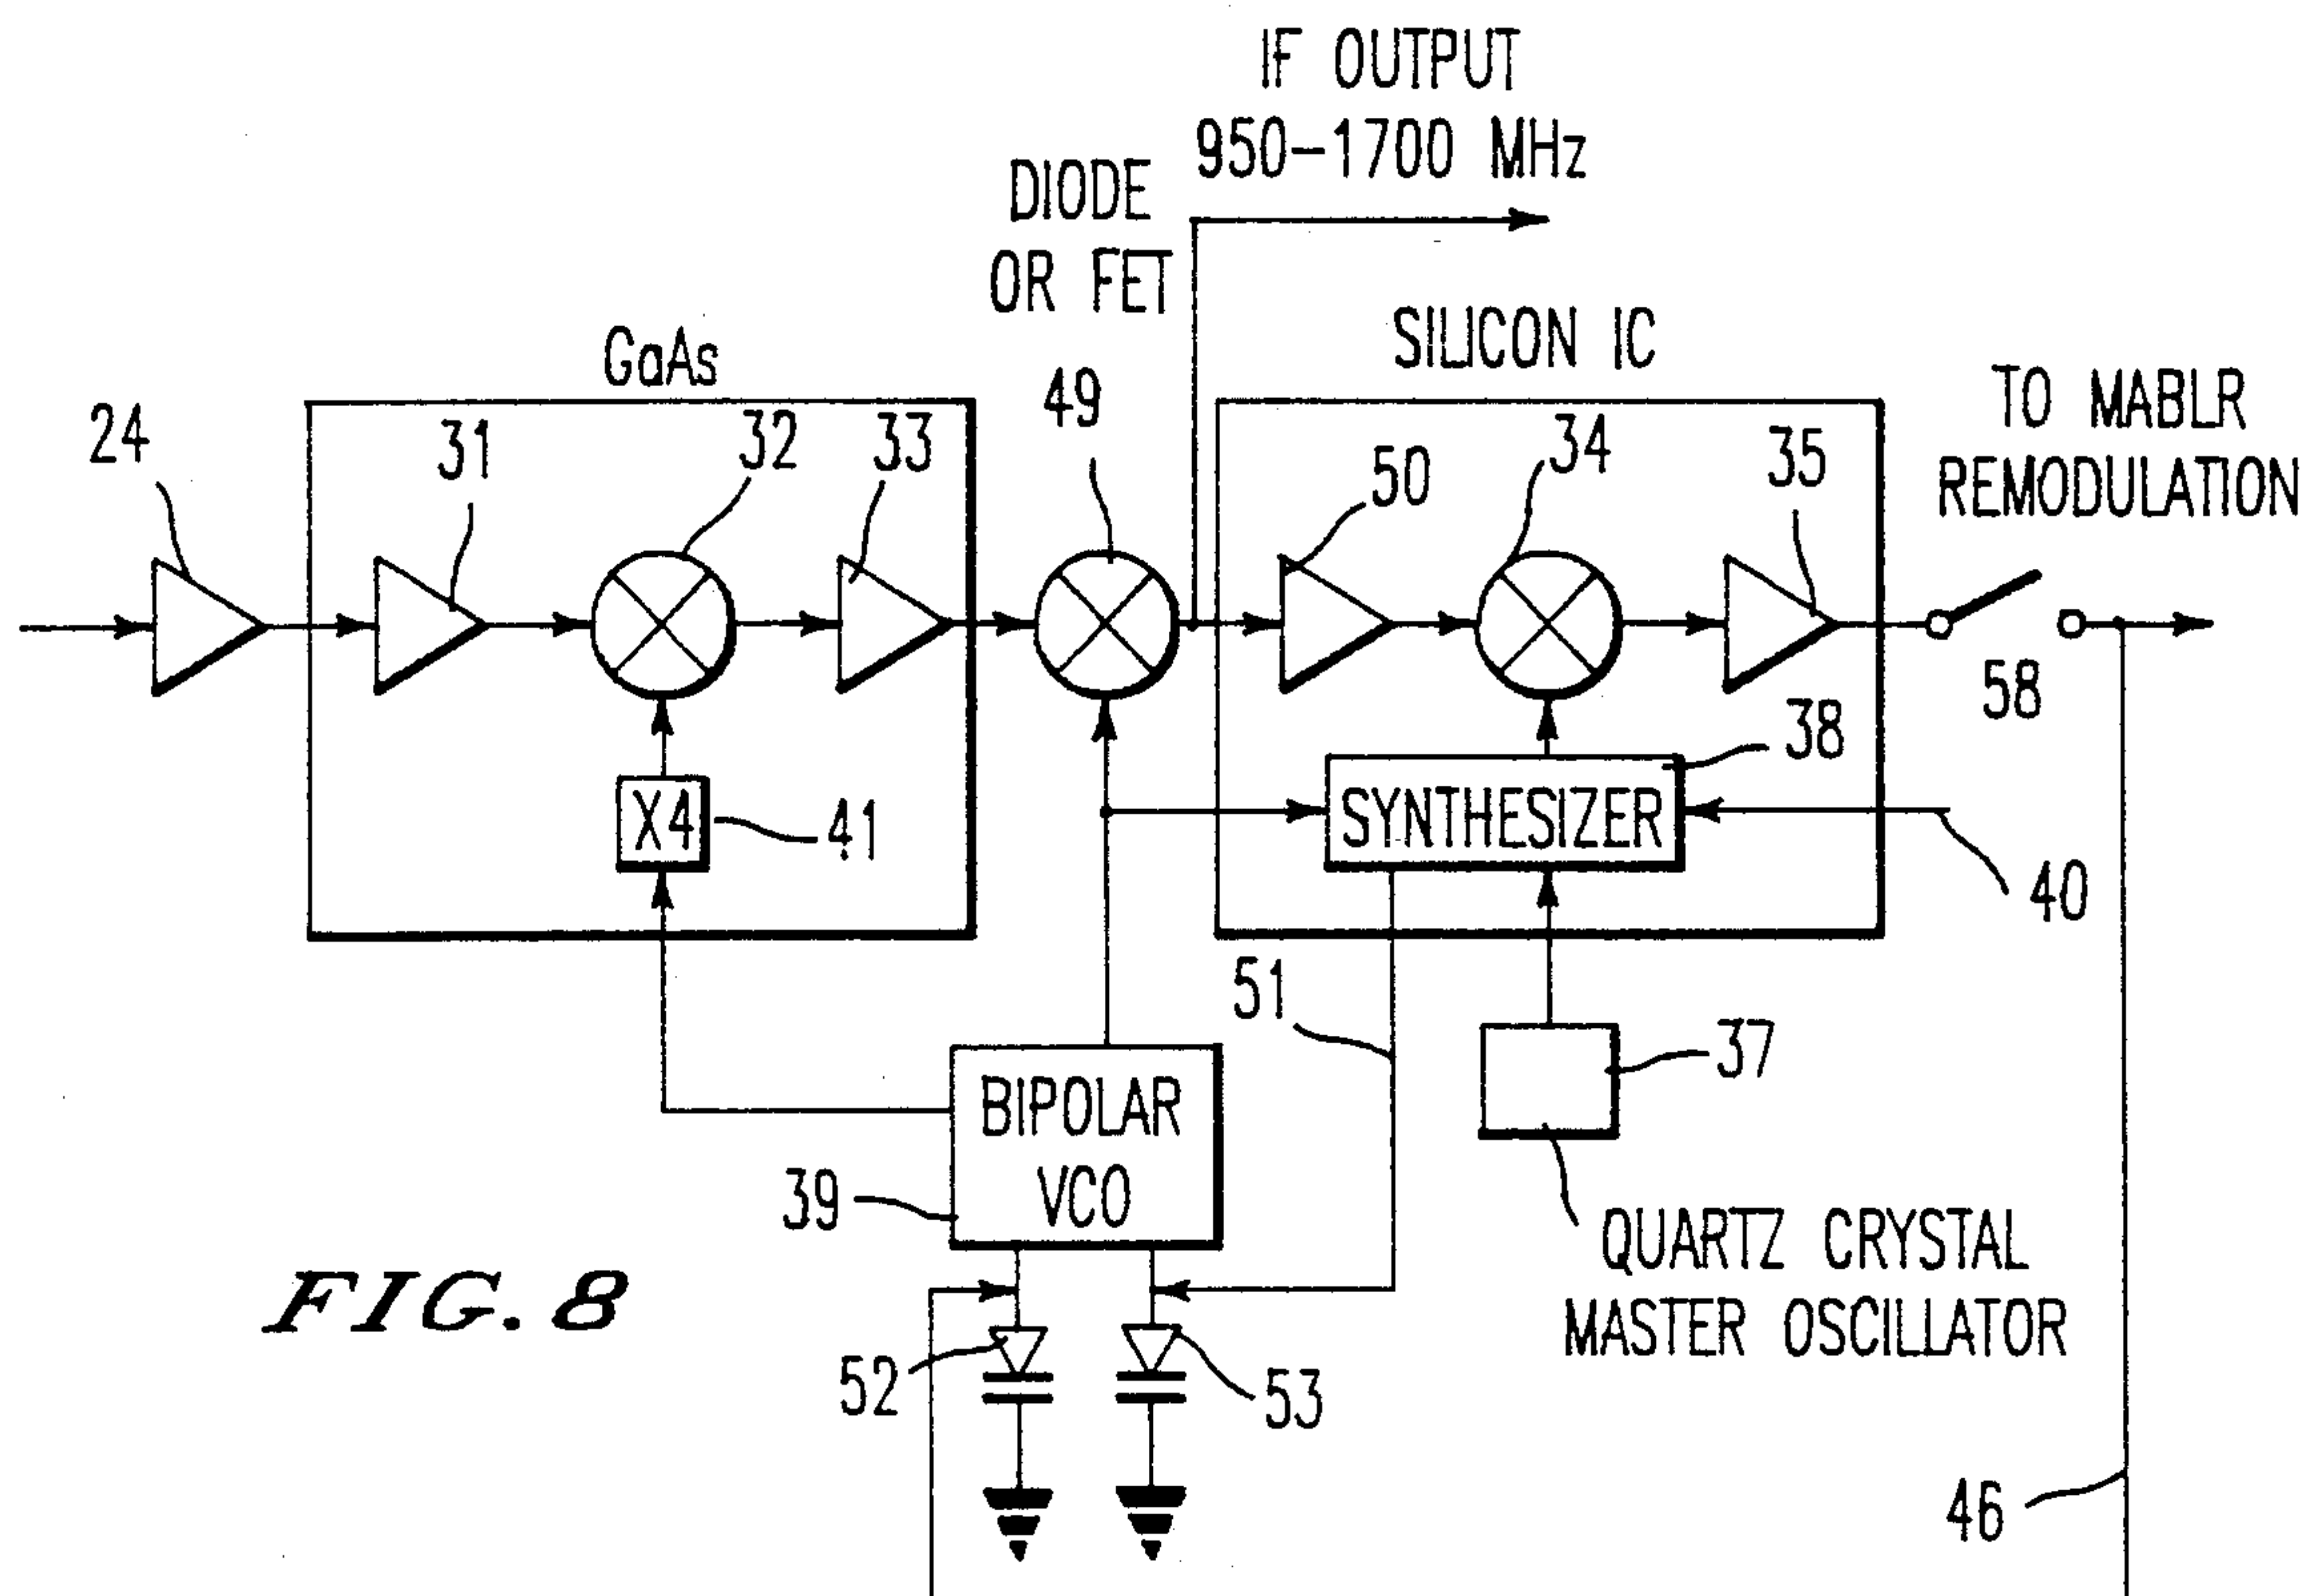 IF OUTPUT
950-1700 MHz
DIODE
OR FET
SILICON IC
GaAs
TO MABLR
REMODULATION
24
31
32
33
49
50
34
35
58
38
X4
41
SYNTHESIZER
40
51
37
BIPOLAR
VCO
39
QUARTZ CRYSTAL
MASTER OSCILLATOR
FIG. 8
52
53
46